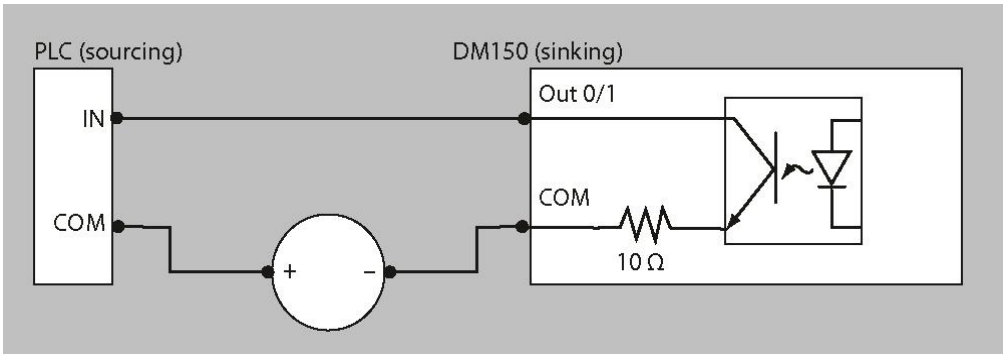 PLC (sourcing)
DM150 (sinking)
IN
Out 0/1
COM
COM
+
–
10 Ω